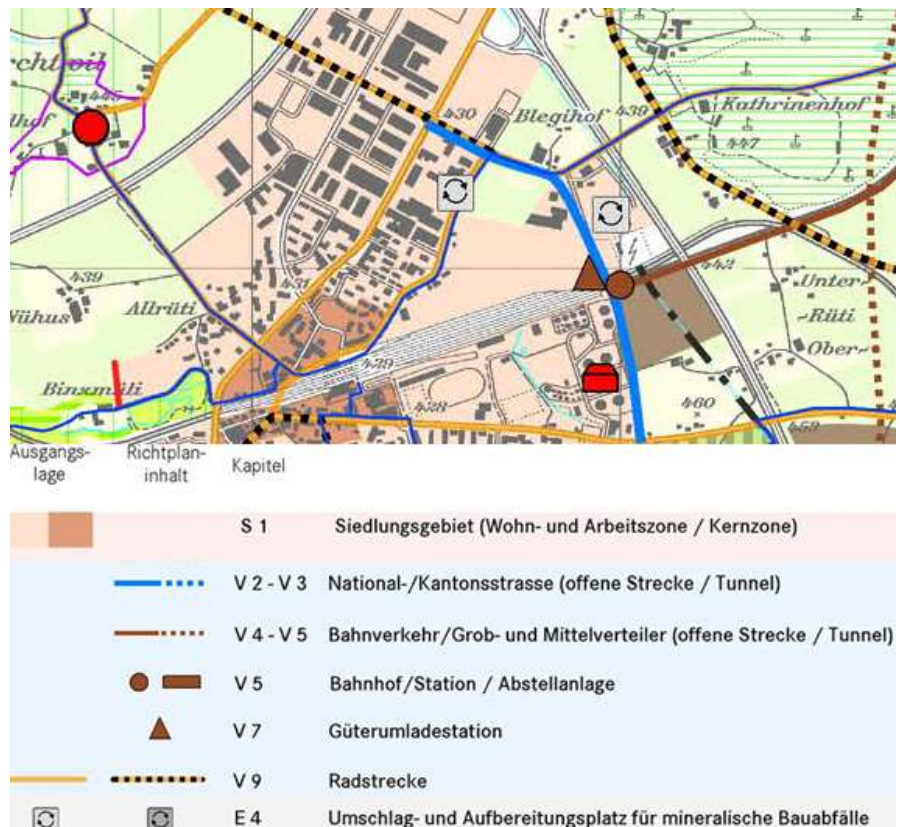 430
Blegihof
439
Kathrinenhof
447
439
Allrüti
431
442
Unter-
Rüti
Ober-
Binzmüli
429
428
460
459
Ausgangs-
lage
Richtplan-
inhalt
Kapitel
S 1 Siedlungsgebiet (Wohn- und Arbeitszone / Kernzone)
V 2 - V 3 National-/Kantonsstrasse (offene Strecke / Tunnel)
V 4 - V 5 Bahnverkehr/Grob- und Mittelverteiler (offene Strecke / Tunnel)
V 5 Bahnhof/Station / Abstellanlage
V 7 Güterumladestation
V 9 Radstrecke
E 4 Umschlag- und Aufbereitungsplatz für mineralische Bauabfälle